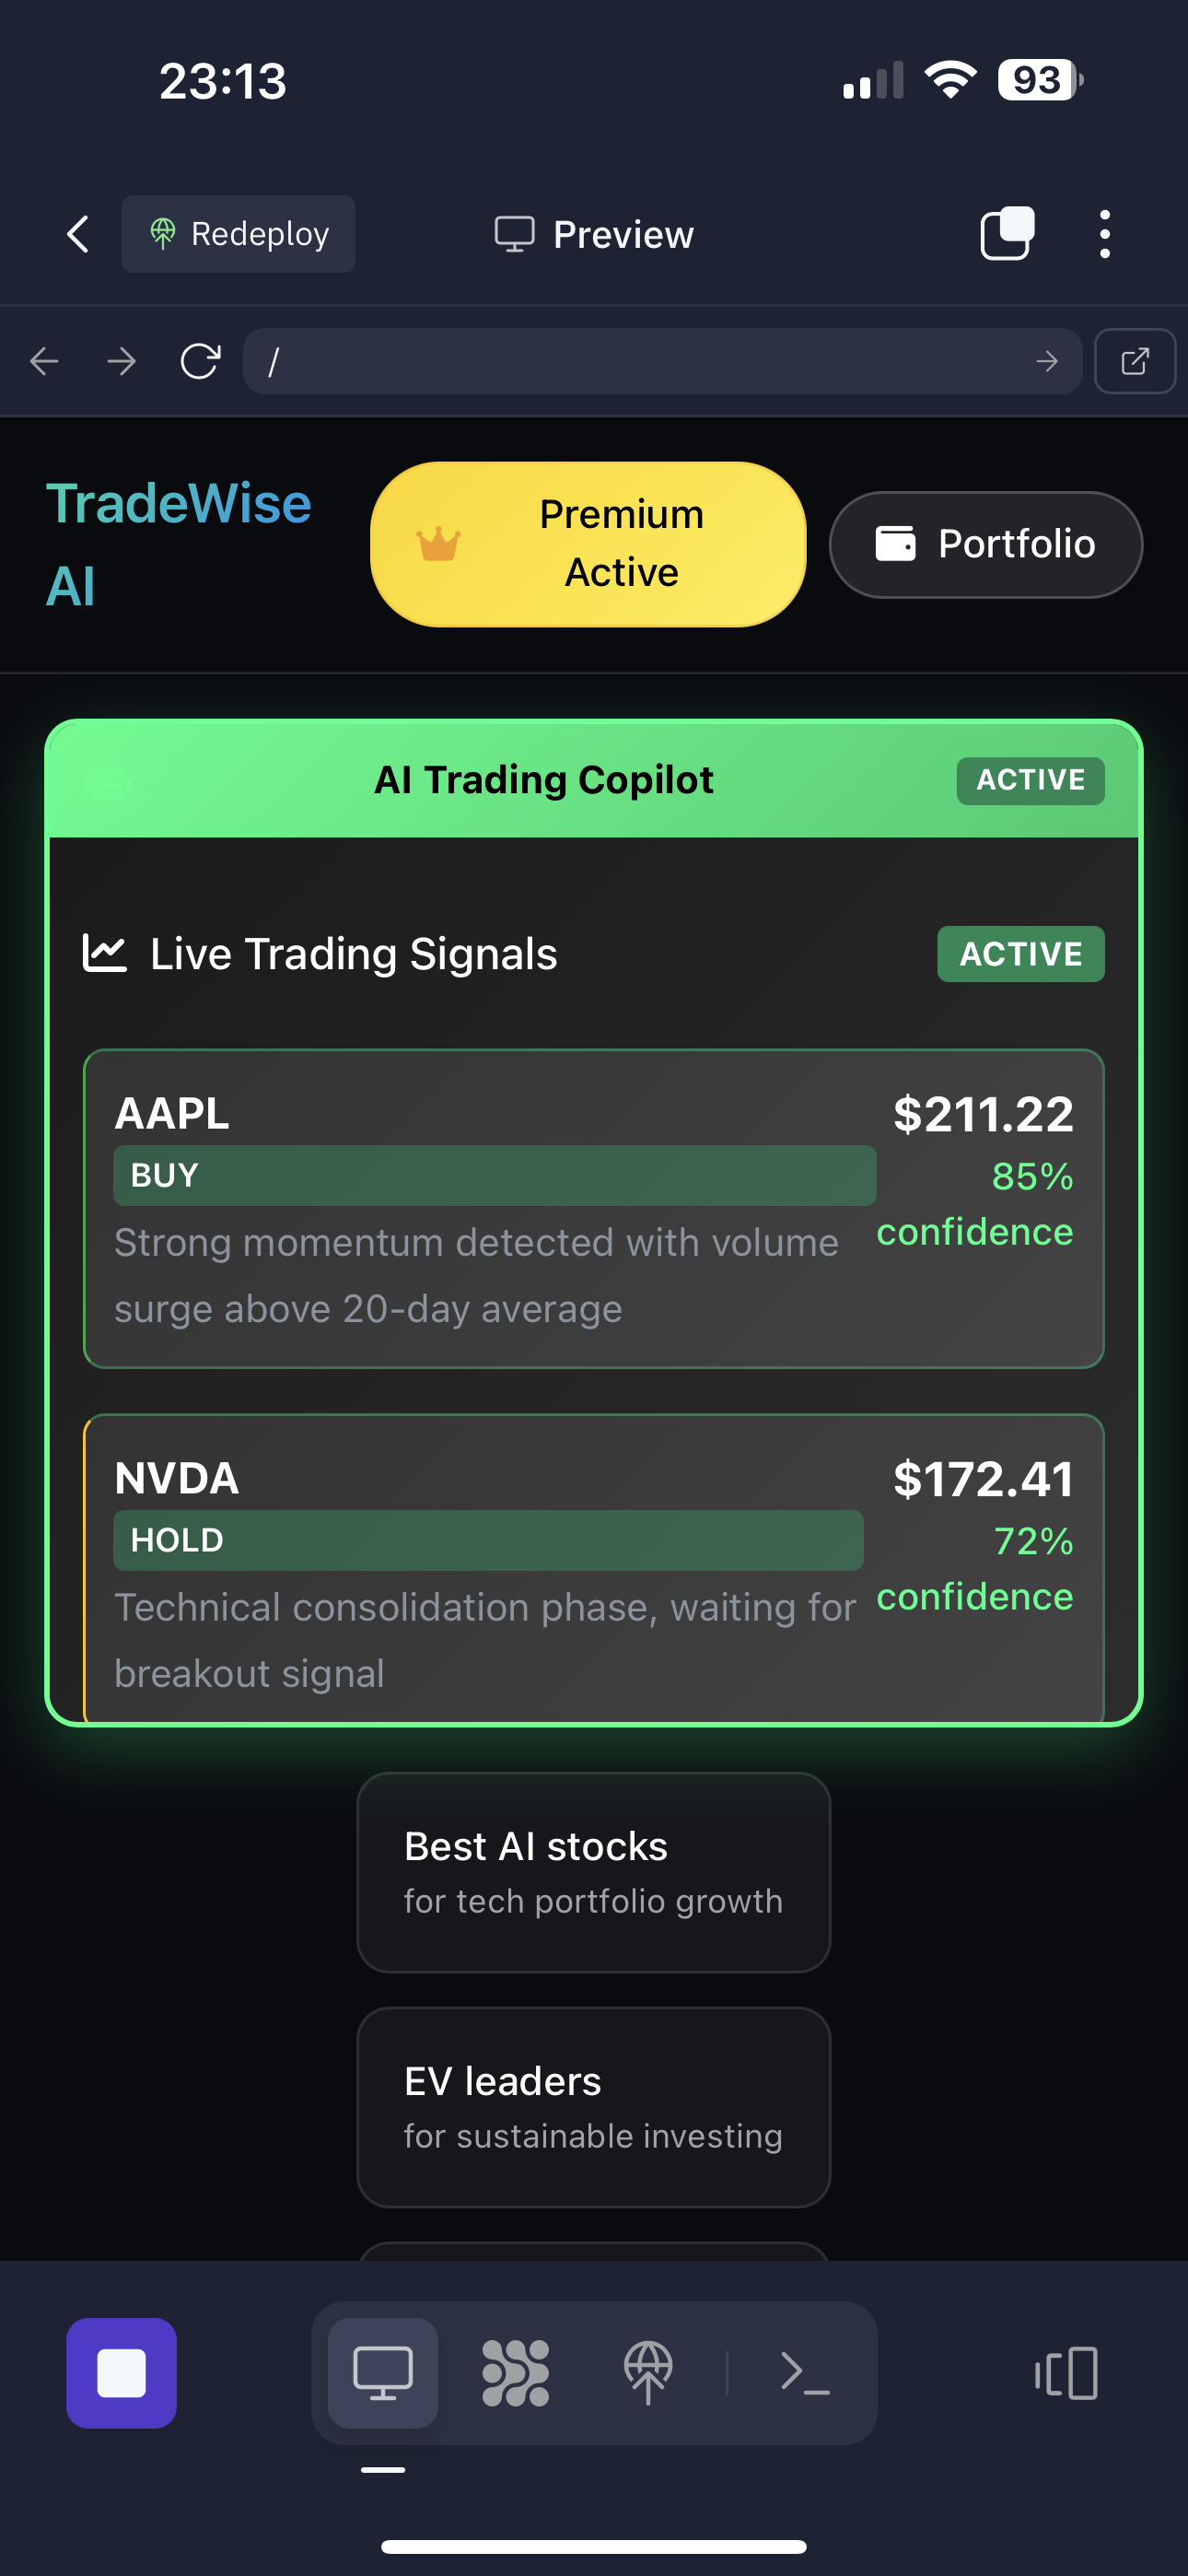 23:13
93
Redeploy
Preview
/
TradeWise
AI
Premium
Active
Portfolio
AI Trading Copilot
ACTIVE
Live Trading Signals
ACTIVE
AAPL
$211.22
BUY
85%
confidence
Strong momentum detected with volume
surge above 20-day average
NVDA
$172.41
HOLD
72%
confidence
Technical consolidation phase, waiting for
breakout signal
Best AI stocks
for tech portfolio growth
EV leaders
for sustainable investing